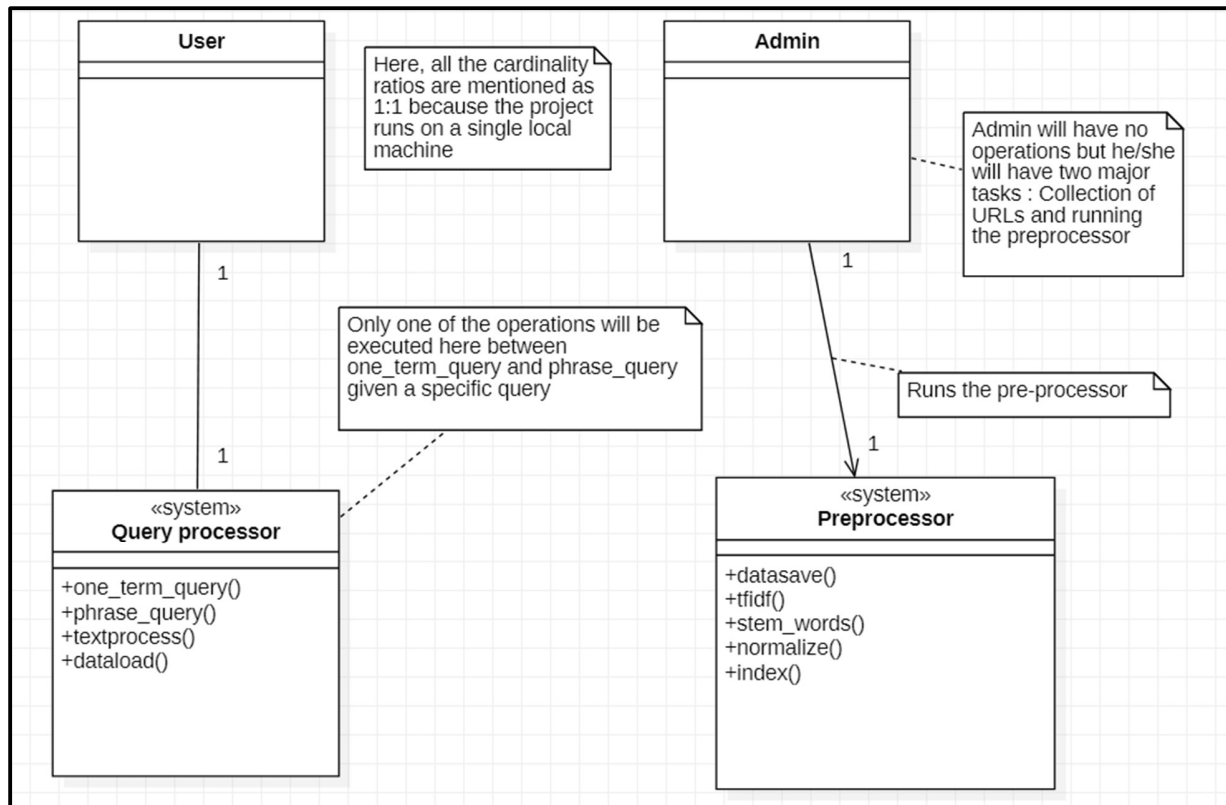 User
Here, all the cardinality
ratios are mentioned as
1:1 because the project
runs on a single local
machine
Admin
Admin will have no
operations but he/she
will have two major
tasks : Collection of
URLs and running
the preprocessor
1
1
Only one of the operations will be
executed here between
one_term_query and phrase_query
given a specific query
Runs the pre-processor
1
1
«system»
Query processor
+one_term_query()
+phrase_query()
+textprocess()
+dataload()
«system»
Preprocessor
+datasave()
+tfidf()
+stem_words()
+normalize()
+index()